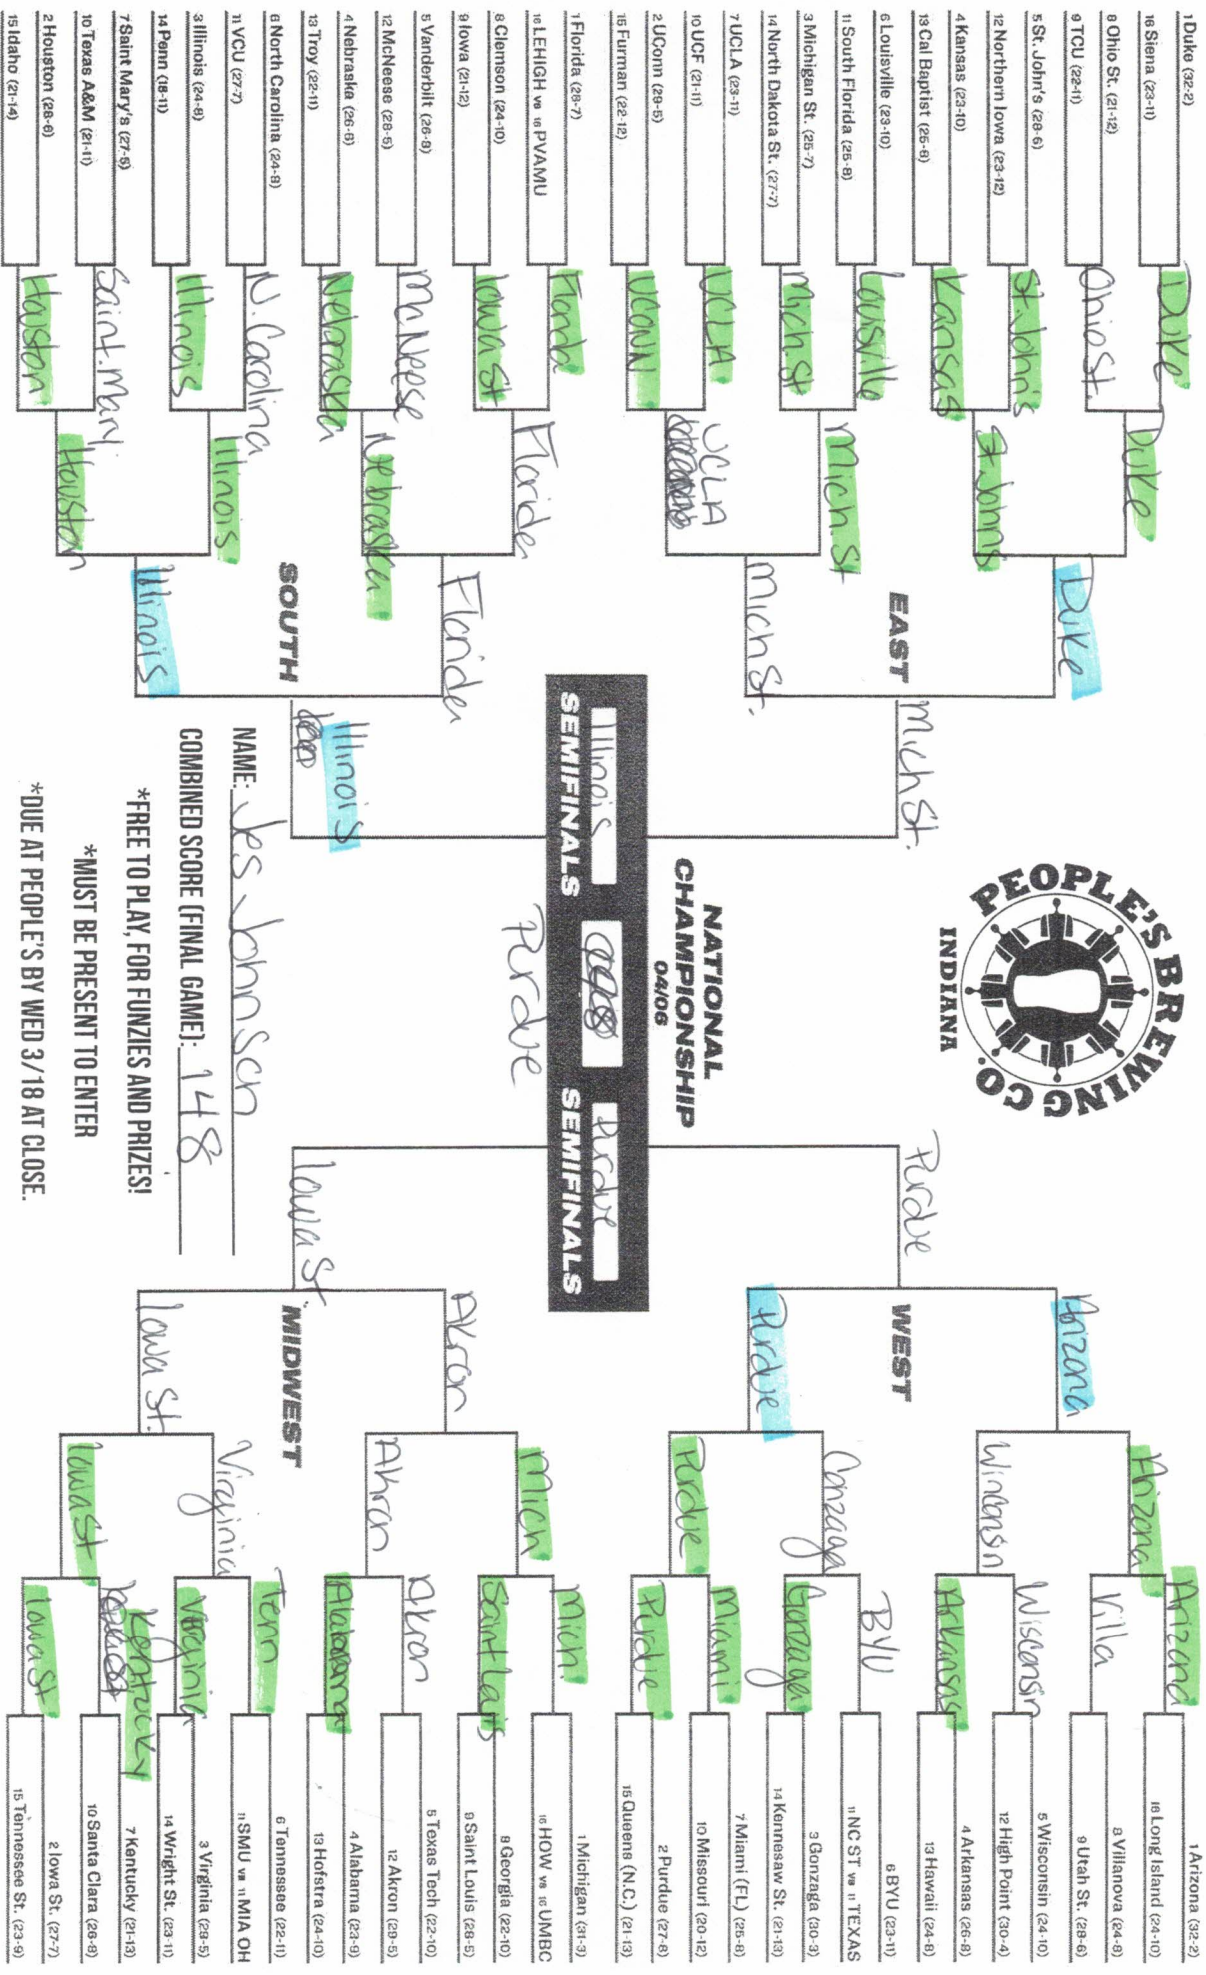 1 Duke (32-2)
16 Siena (23-11)
8 Ohio St. (21-12)
9 TCU (22-11)
5 St. John's (28-6)
12 Northern Iowa (23-12)
4 Kansas (23-10)
13 Cal Baptist (25-8)
6 Louisville (23-10)
11 South Florida (25-8)
3 Michigan St. (25-7)
14 North Dakota St. (27-7)
7 UCLA (23-11)
10 UCF (21-11)
2 UConn (29-5)
15 Furman (22-12)
1 Florida (26-7)
16 LEHIGH vs 16 PVAMU
8 Clemson (24-10)
9 Iowa (21-12)
5 Vanderbilt (26-8)
12 McNeese (28-5)
4 Nebraska (26-6)
13 Troy (22-11)
6 North Carolina (24-8)
11 VCU (27-7)
3 Illinois (24-8)
14 Penn (18-11)
7 Saint Mary's (27-5)
10 Texas A&M (21-11)
2 Houston (28-6)
15 Idaho (21-14)
Duke
Ohio St.
St. John's
Kansas
Louisville
Mich. St
UCLA
UCONN
Florida
Iowa St.
McNeese
Nebraska
N. Carolina
Illinois
Saint. Mary.
Houston
Duke
St. Johns
Mich. St
UCLA
Florida
Nebraska
Illinois
Houston
Duke
Mich St.
Florida
Illinois
EAST
SOUTH
Mich St.
Illinois
PEOPLE'S BREWING CO.
INDIANA
NATIONAL
CHAMPIONSHIP
04/06
Illinois
Purdue
SEMIFINALS
SEMIFINALS
Purdue
NAME: Jes Johnson
COMBINED SCORE (FINAL GAME): 148
*FREE TO PLAY, FOR FUNZIES AND PRIZES!
*MUST BE PRESENT TO ENTER
*DUE AT PEOPLE'S BY WED 3/18 AT CLOSE.
Purdue
Iowa St.
WEST
MIDWEST
Arizona
Purdue
Akron
Iowa St.
Arizona
Winconsin
Gonzaga
Purdue
Mich
Akron
Virginia
Iowa St
Arizona
Villa
Wisconsin
Arkansas
BYU
Gonzaga
Miami
Purdue
Mich.
Saint Louis
Akron
Alabama
Tenn
Virginia
Kentucky
Iowa St
1 Arizona (32-2)
16 Long Island (24-10)
8 Villanova (24-8)
9 Utah St. (28-6)
5 Wisconsin (24-10)
12 High Point (30-4)
4 Arkansas (26-8)
13 Hawaii (24-8)
6 BYU (23-11)
11 NC ST vs 11 TEXAS
3 Gonzaga (30-3)
14 Kennesaw St. (21-13)
7 Miami (FL) (25-8)
10 Missouri (20-12)
2 Purdue (27-8)
15 Queens (N.C.) (21-13)
1 Michigan (31-3)
16 HOW vs 16 UMBC
8 Georgia (22-10)
9 Saint Louis (28-5)
5 Texas Tech (22-10)
12 Akron (29-5)
4 Alabama (23-9)
13 Hofstra (24-10)
6 Tennessee (22-11)
11 SMU vs 11 MIA OH
3 Virginia (29-5)
14 Wright St. (23-11)
7 Kentucky (21-13)
10 Santa Clara (26-8)
2 Iowa St. (27-7)
15 Tennessee St. (23-9)